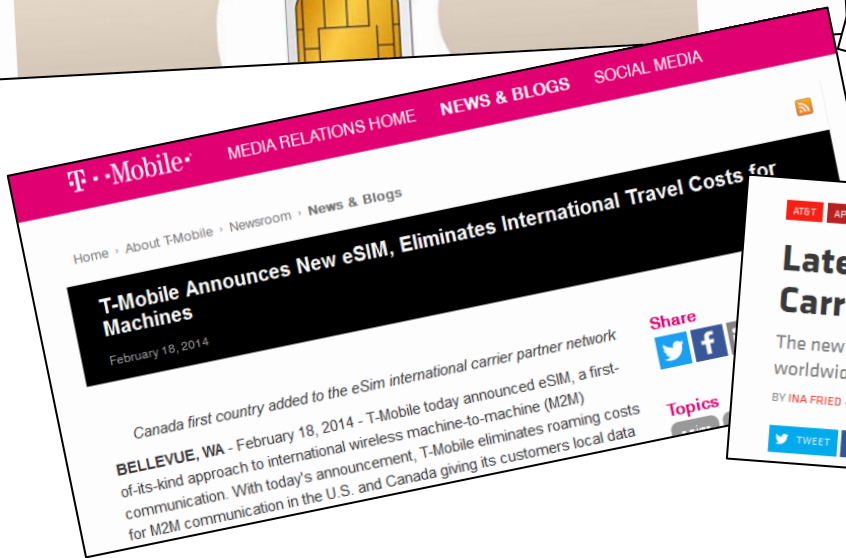 T··Mobile·
MEDIA RELATIONS HOME NEWS & BLOGS SOCIAL MEDIA
Home › About T-Mobile › Newsroom › News & Blogs
T-Mobile Announces New eSIM, Eliminates International Travel Costs for
Machines
February 18, 2014
Canada first country added to the eSim international carrier partner network
BELLEVUE, WA - February 18, 2014 - T-Mobile today announced eSIM, a first-
of-its-kind approach to international wireless machine-to-machine (M2M)
communication. With today's announcement, T-Mobile eliminates roaming costs
for M2M communication in the U.S. and Canada giving its customers local data
Share
Topics
AT&T AP
Late
Carr
The new
worldwid
BY INA FRIED
TWEET